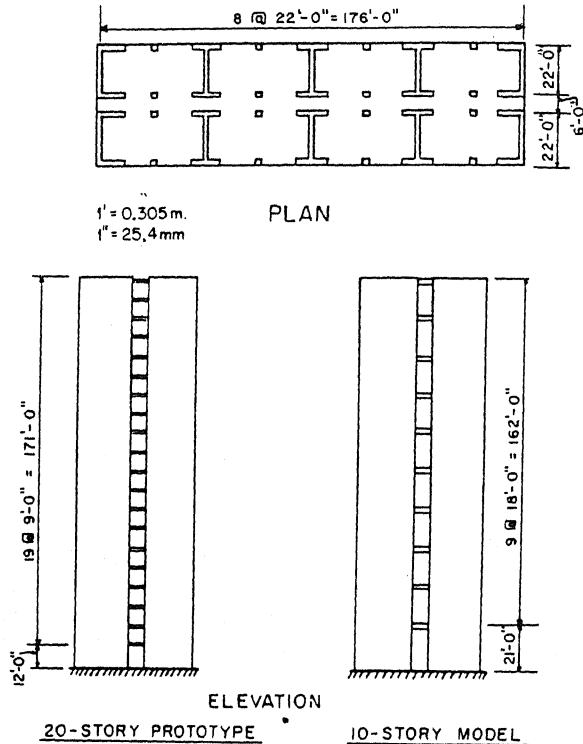 8 @ 22'-0" = 176'-0"
22'-0"
6'-0"
22'-0"
1' = 0.305 m.
1" = 25,4 mm
PLAN
19 @ 9'-0" = 171'-0"
12'-0"
9 @ 18'-0" = 162'-0"
21'-0"
ELEVATION
20-STORY PROTOTYPE
10-STORY MODEL